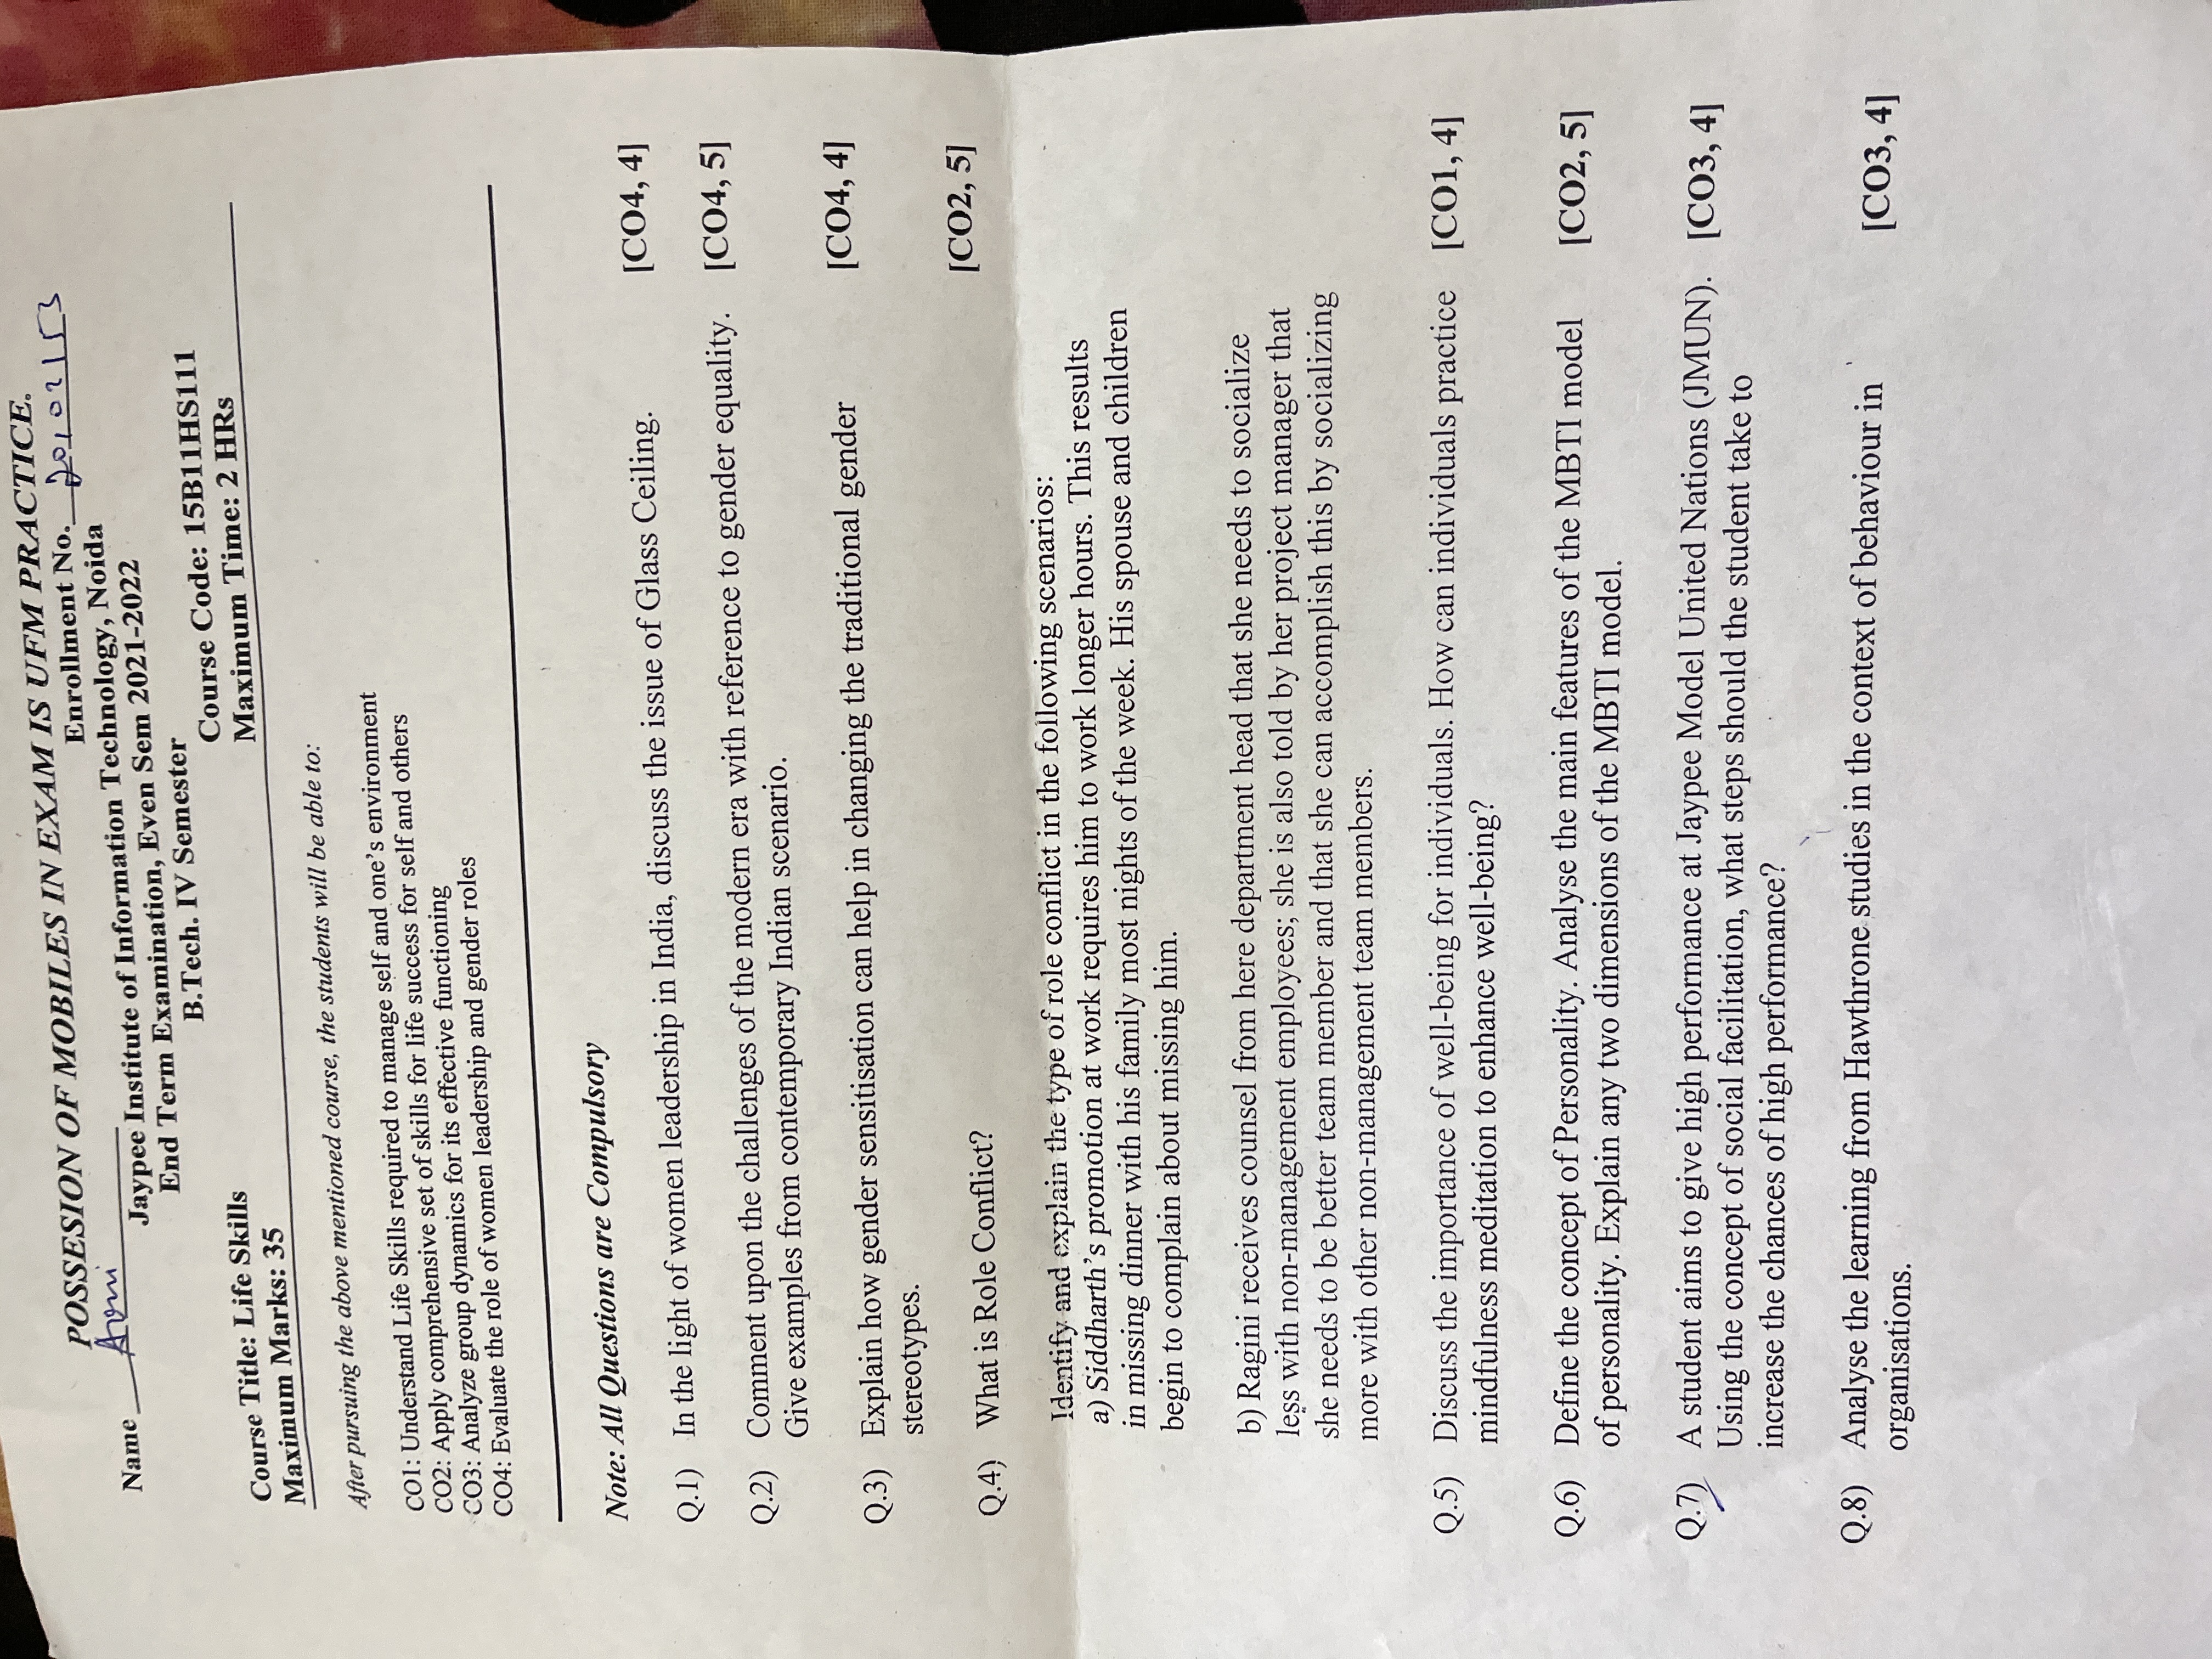 POSSESION OF MOBILES IN EXAM IS UFM PRACTICE.
Name Avni Enrollment No. 20102153
Jaypee Institute of Information Technology, Noida
End Term Examination, Even Sem 2021-2022
B.Tech. IV Semester
Course Title: Life Skills Course Code: 15B11HS111
Maximum Marks: 35 Maximum Time: 2 HRs
After pursuing the above mentioned course, the students will be able to:
CO1: Understand Life Skills required to manage self and one's environment
CO2: Apply comprehensive set of skills for life success for self and others
CO3: Analyze group dynamics for its effective functioning
CO4: Evaluate the role of women leadership and gender roles
Note: All Questions are Compulsory
Q.1) In the light of women leadership in India, discuss the issue of Glass Ceiling. [CO4, 4]
Q.2) Comment upon the challenges of the modern era with reference to gender equality. [CO4, 5]
Give examples from contemporary Indian scenario.
Q.3) Explain how gender sensitisation can help in changing the traditional gender [CO4, 4]
stereotypes.
Q.4) What is Role Conflict? [CO2, 5]
Identify and explain the type of role conflict in the following scenarios:
a) Siddharth's promotion at work requires him to work longer hours. This results
in missing dinner with his family most nights of the week. His spouse and children
begin to complain about missing him.
b) Ragini receives counsel from here department head that she needs to socialize
less with non-management employees; she is also told by her project manager that
she needs to be better team member and that she can accomplish this by socializing
more with other non-management team members.
Q.5) Discuss the importance of well-being for individuals. How can individuals practice [CO1, 4]
mindfulness meditation to enhance well-being?
Q.6) Define the concept of Personality. Analyse the main features of the MBTI model [CO2, 5]
of personality. Explain any two dimensions of the MBTI model.
Q.7) A student aims to give high performance at Jaypee Model United Nations (JMUN). [CO3, 4]
Using the concept of social facilitation, what steps should the student take to
increase the chances of high performance?
Q.8) Analyse the learning from Hawthrone studies in the context of behaviour in [CO3, 4]
organisations.